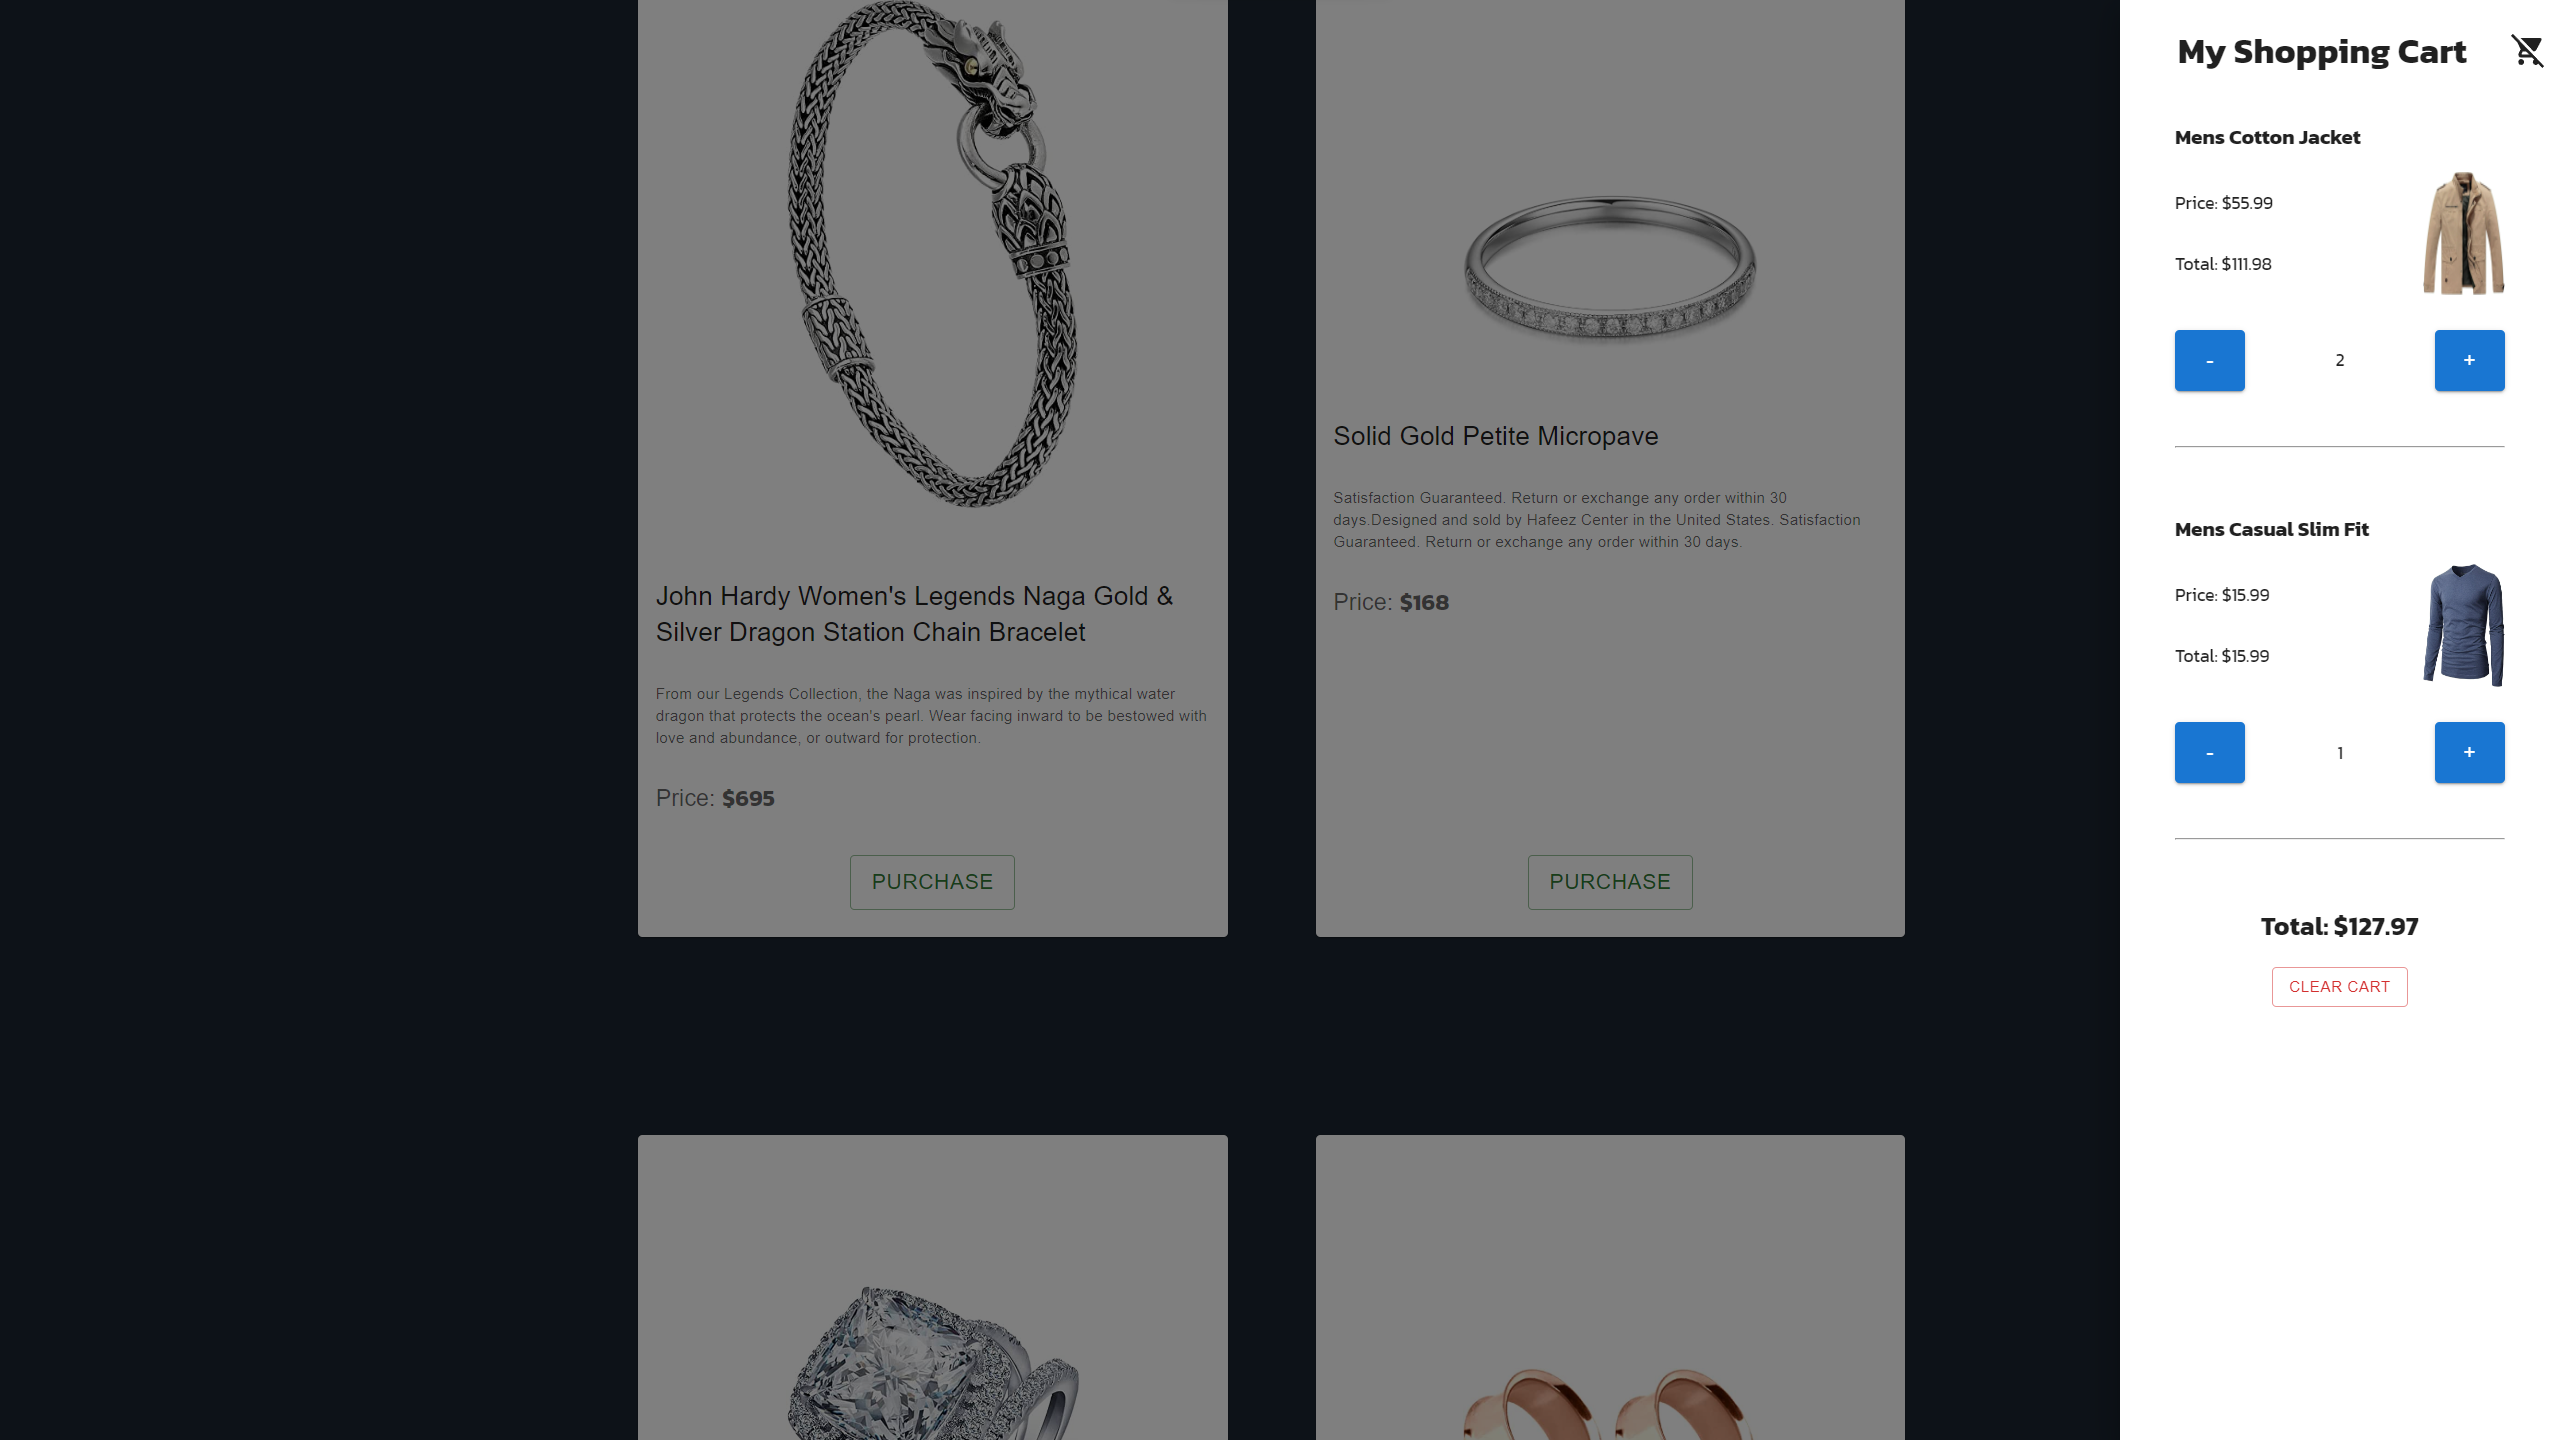 John Hardy Women's Legends Naga Gold &
Silver Dragon Station Chain Bracelet
From our Legends Collection, the Naga was inspired by the mythical water
dragon that protects the ocean's pearl. Wear facing inward to be bestowed with
love and abundance, or outward for protection.
Price: $695
PURCHASE
Solid Gold Petite Micropave
Satisfaction Guaranteed. Return or exchange any order within 30
days.Designed and sold by Hafeez Center in the United States. Satisfaction
Guaranteed. Return or exchange any order within 30 days.
Price: $168
PURCHASE
My Shopping Cart
Mens Cotton Jacket
Price: $55.99
Total: $111.98
- 2 +
Mens Casual Slim Fit
Price: $15.99
Total: $15.99
- 1 +
Total: $127.97
CLEAR CART